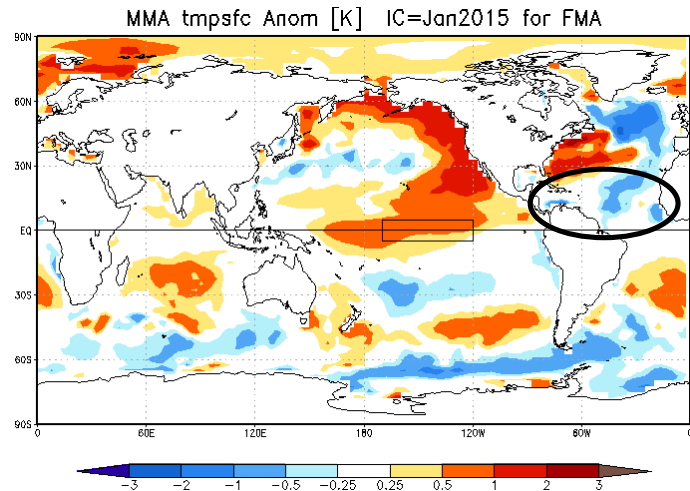 MMA tmpsfc Anom [K] IC=Jan2015 for FMA
90N
60N
30N
EQ
30S
60S
90S
0 60E 120E 180 120W 60W 0
-3 -2 -1 -0.5 -0.25 0.25 0.5 1 2 3